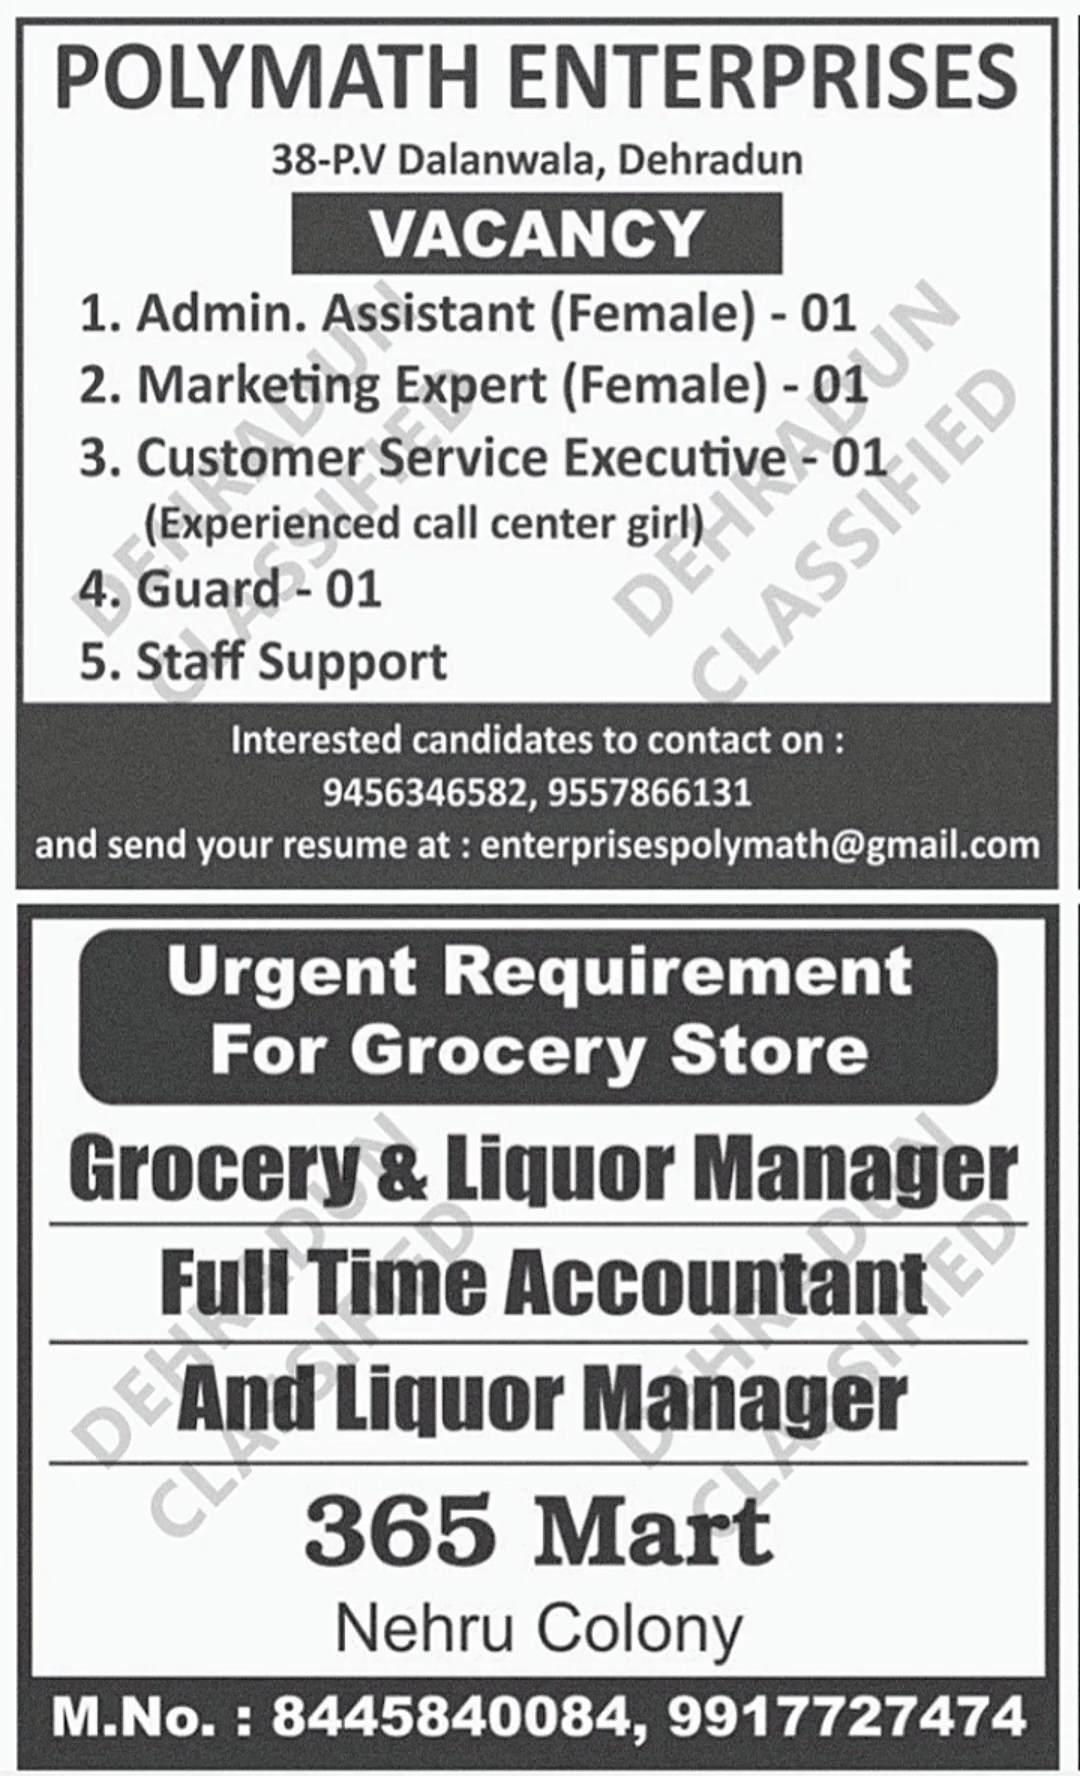 POLYMATH ENTERPRISES
38-P.V Dalanwala, Dehradun
VACANCY
1. Admin. Assistant (Female) - 01
2. Marketing Expert (Female) - 01
3. Customer Service Executive - 01
(Experienced call center girl)
4. Guard - 01
5. Staff Support
DEHRADUN
CLASSIFIED
DEHRADUN
CLASSIFIED
Interested candidates to contact on :
9456346582, 9557866131
and send your resume at : enterprisespolymath@gmail.com
Urgent Requirement
For Grocery Store
Grocery & Liquor Manager
Full Time Accountant
And Liquor Manager
DEHRADUN
CLASSIFIED
DEHRADUN
CLASSIFIED
365 Mart
Nehru Colony
M.No. : 8445840084, 9917727474